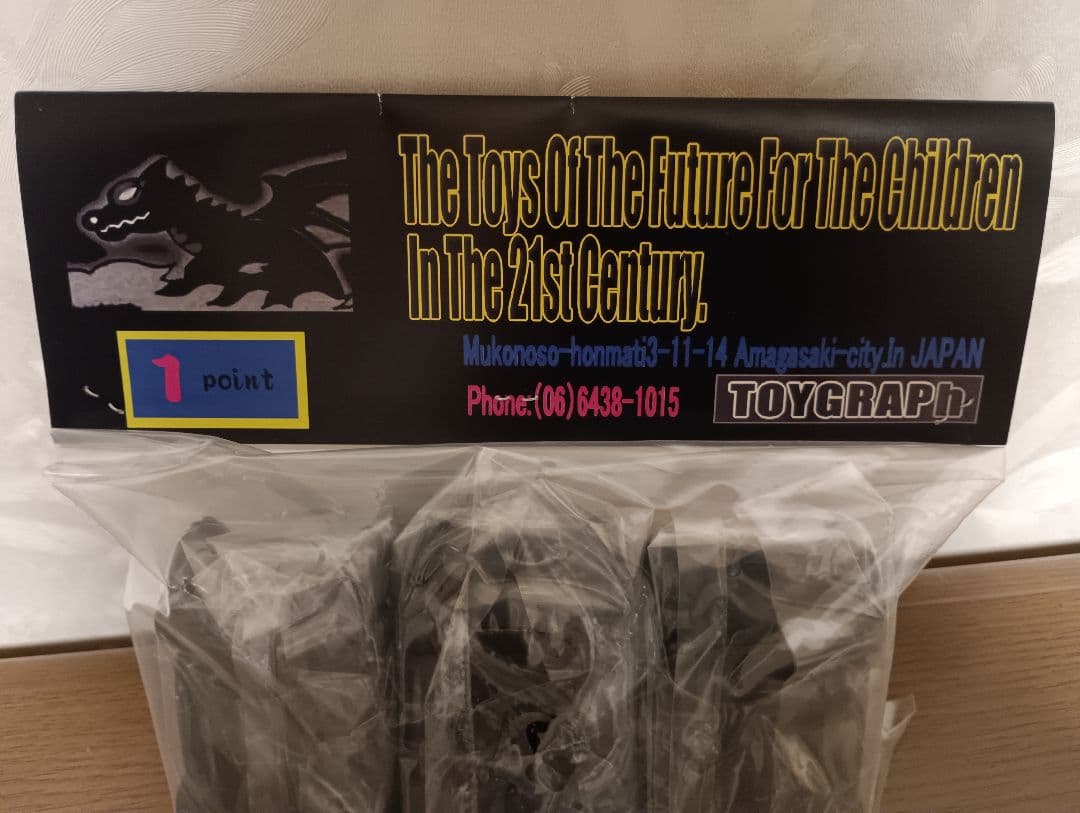 The Toys Of The Future For The Children
In The 21st Century.
Mukonoso-honmati3-11-14 Amagasaki-city.In JAPAN
1 point
Phone:(06)6438-1015
TOYGRAPh